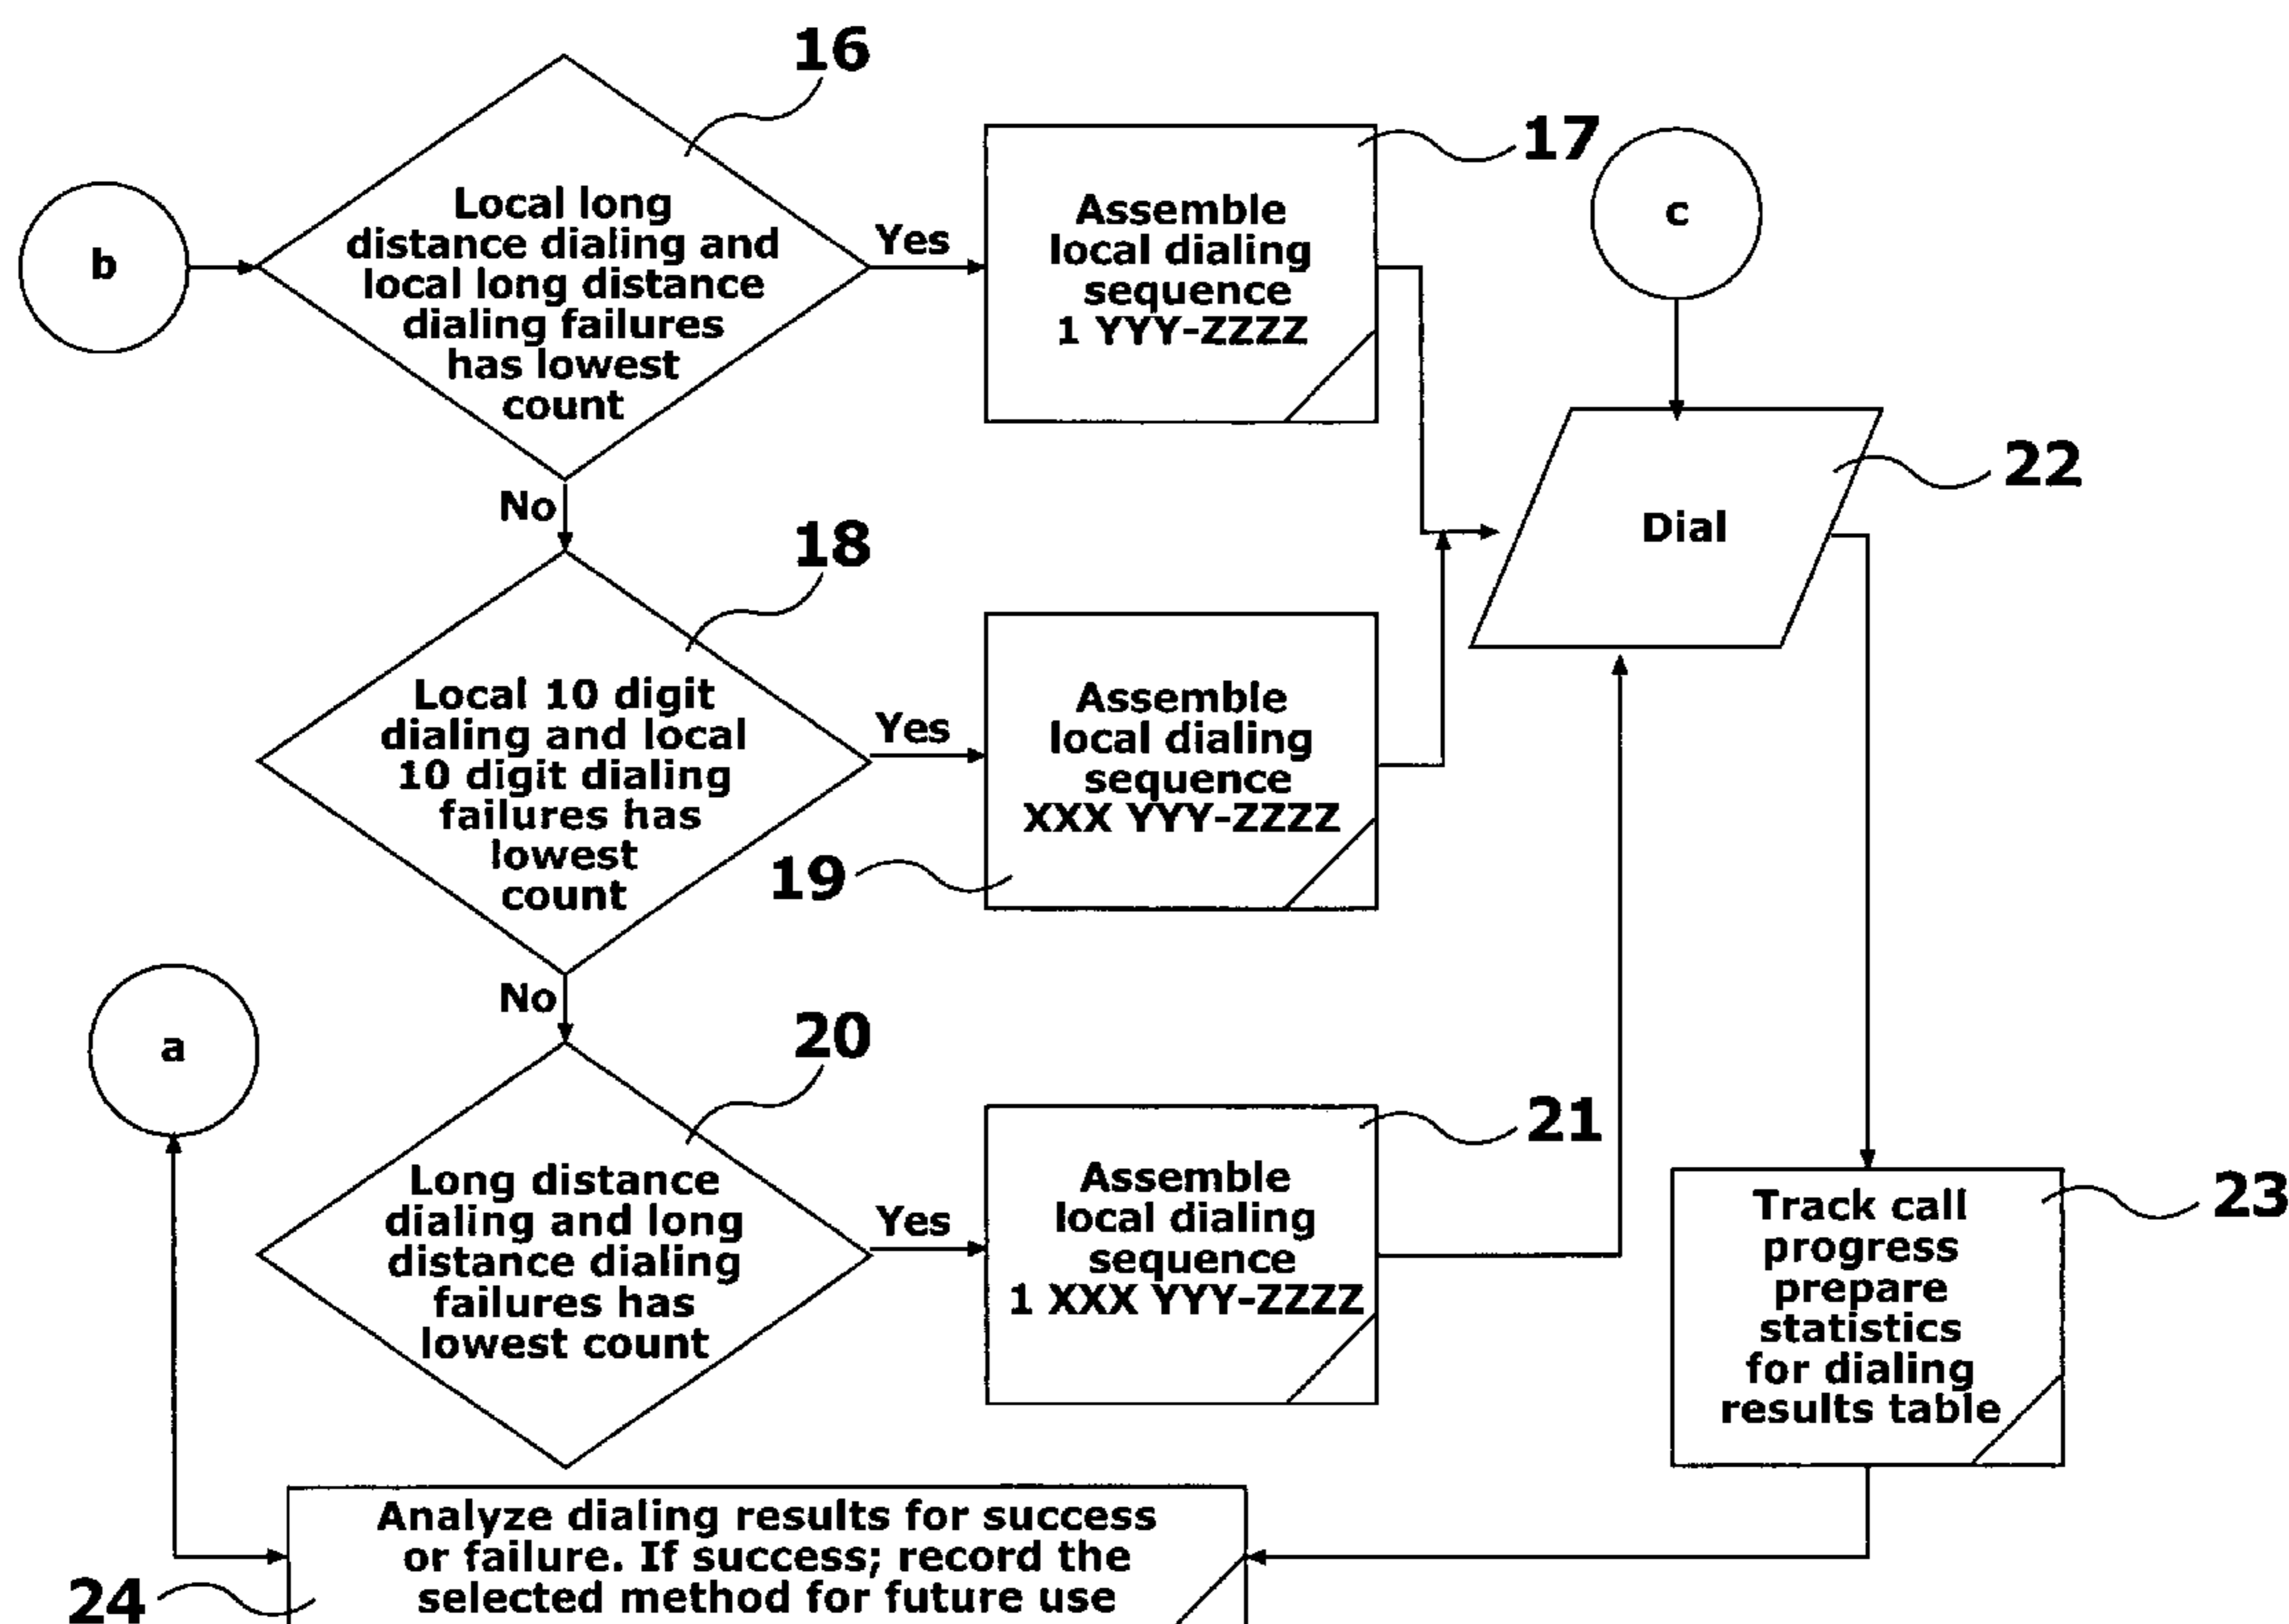 16
b
Local long
distance dialing and
local long distance
dialing failures
has lowest
count
Yes
17
Assemble
local dialing
sequence
1 YYY-ZZZZ
c
No
22
Dial
18
Local 10 digit
dialing and local
10 digit dialing
failures has
lowest
count
Yes
Assemble
local dialing
sequence
XXX YYY-ZZZZ
19
No
a
20
Long distance
dialing and long
distance dialing
failures has
lowest count
Yes
21
Assemble
local dialing
sequence
1 XXX YYY-ZZZZ
23
Track call
progress
prepare
statistics
for dialing
results table
Analyze dialing results for success
or failure. If success; record the
selected method for future use
24